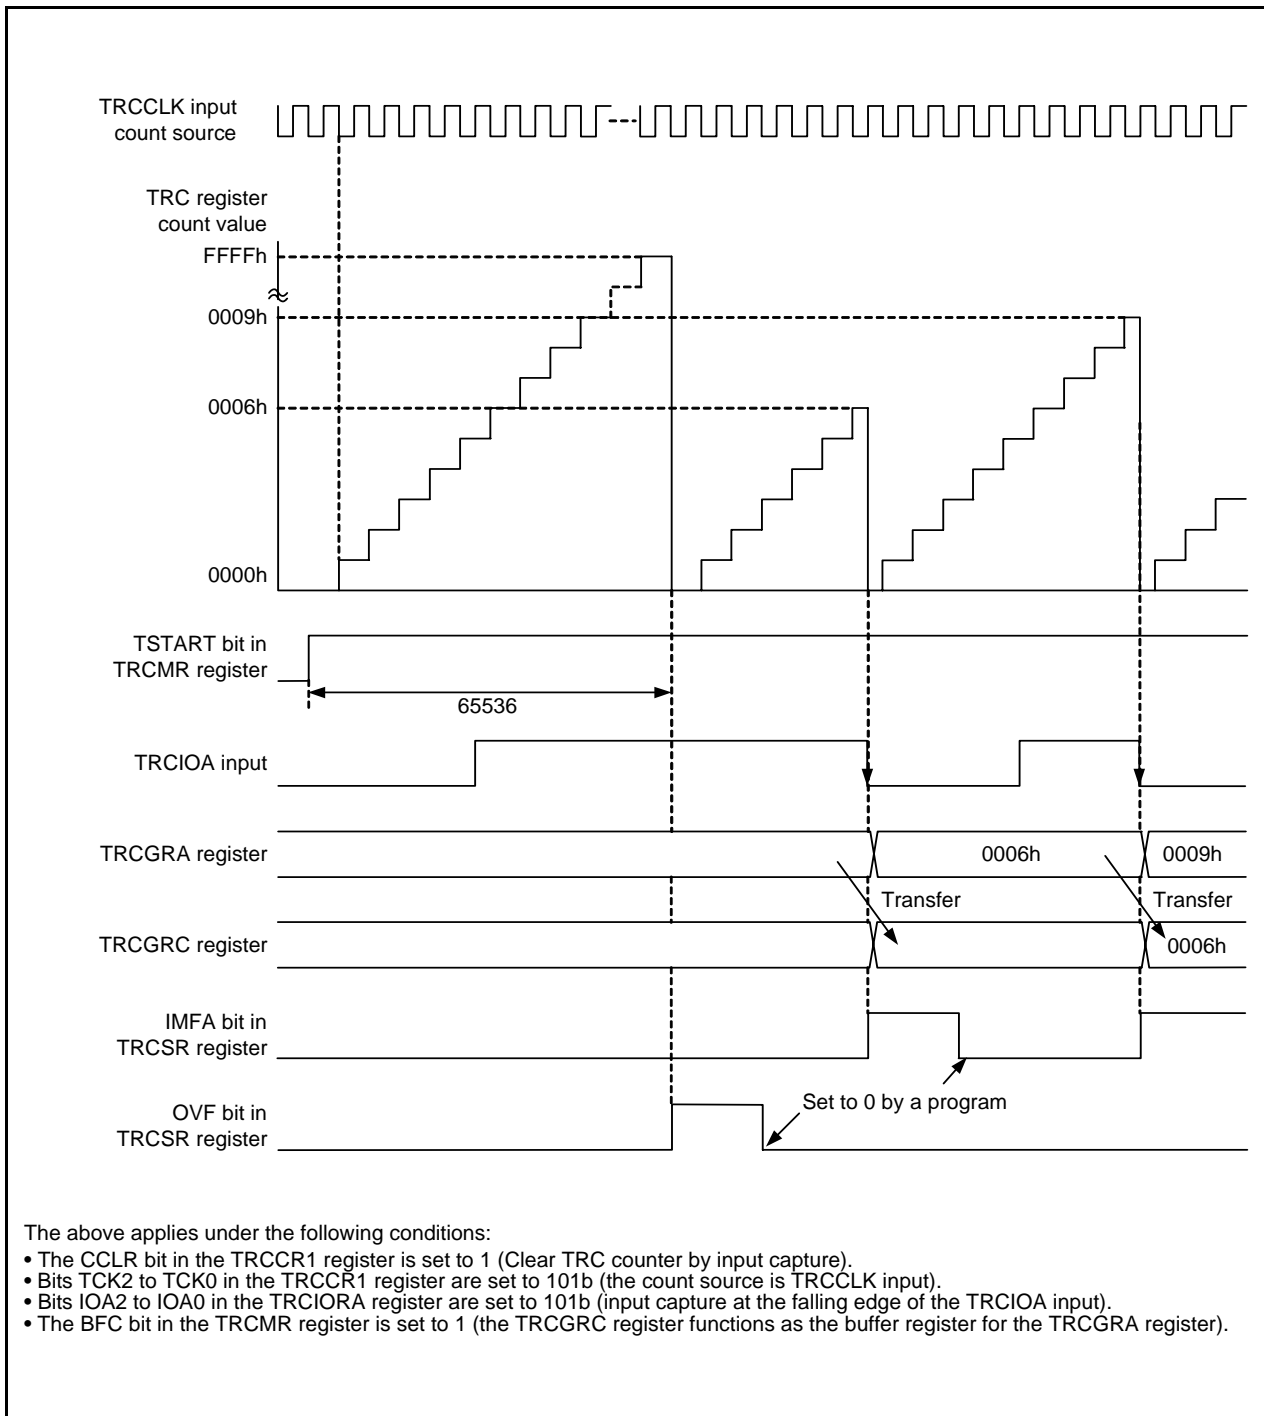 TRCCLK input
count source
TRC register
count value
FFFFh
0009h
0006h
0000h
TSTART bit in
TRCMR register
65536
TRCIOA input
TRCGRA register
0006h
0009h
Transfer
Transfer
TRCGRC register
0006h
IMFA bit in
TRCSR register
Set to 0 by a program
OVF bit in
TRCSR register
The above applies under the following conditions:
• The CCLR bit in the TRCCR1 register is set to 1 (Clear TRC counter by input capture).
• Bits TCK2 to TCK0 in the TRCCR1 register are set to 101b (the count source is TRCCLK input).
• Bits IOA2 to IOA0 in the TRCIORA register are set to 101b (input capture at the falling edge of the TRCIOA input).
• The BFC bit in the TRCMR register is set to 1 (the TRCGRC register functions as the buffer register for the TRCGRA register).